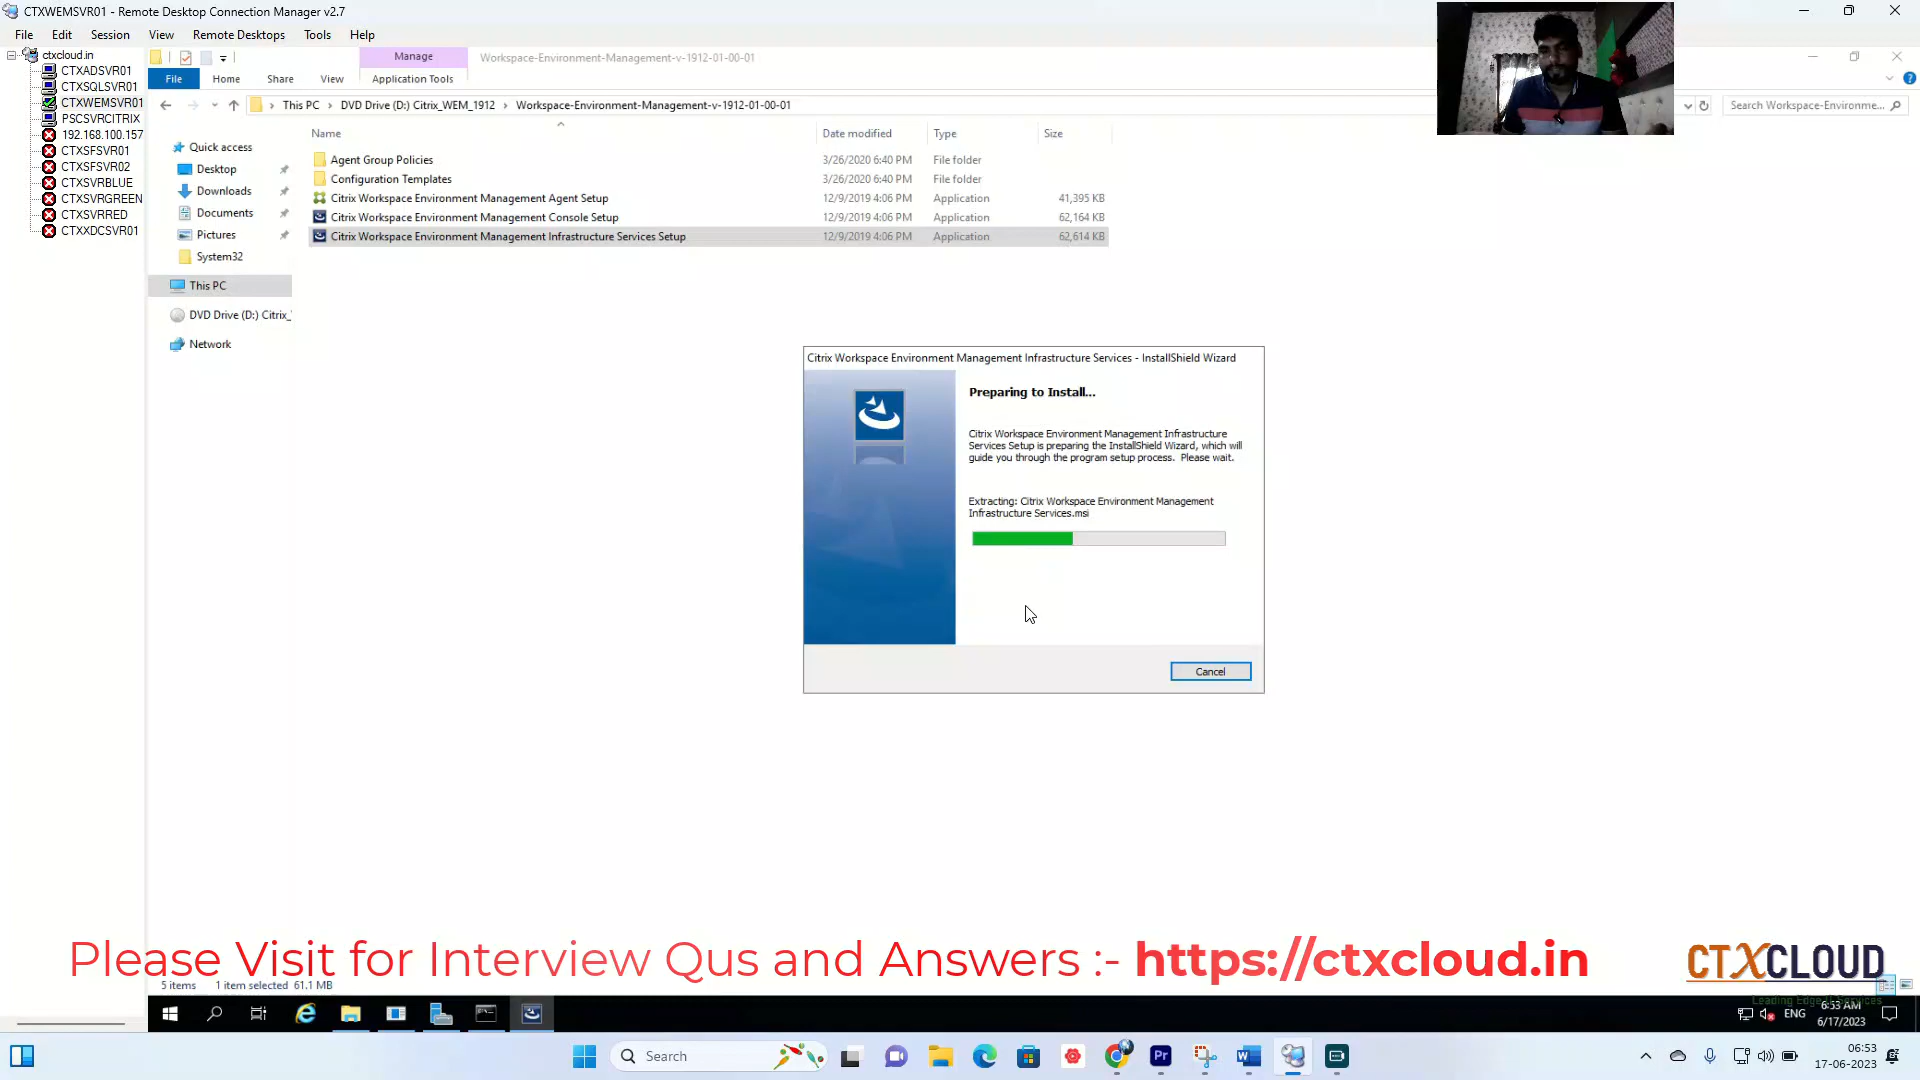 CTXWEMSVR01 - Remote Desktop Connection Manager v2.7
File Edit Session View Remote Desktops Tools Help
ctxcloud.in
CTXADSVR01
CTXSQLSVR01
CTXWEMSVR01
PSCSVRCITRIX
192.168.100.157
CTXSFSVR01
CTXSFSVR02
CTXSVRBLUE
CTXSVRGREEN
CTXSVRRED
CTXXDCSVR01
Manage
Workspace-Environment-Management-v-1912-01-00-01
File Home Share View Application Tools
This PC DVD Drive (D:) Citrix_WEM_1912 Workspace-Environment-Management-v-1912-01-00-01
Search Workspace-Environme...
Quick access
Desktop
Downloads
Documents
Pictures
System32
This PC
DVD Drive (D:) Citrix_
Network
Name Date modified Type Size
Agent Group Policies 3/26/2020 6:40 PM File folder
Configuration Templates 3/26/2020 6:40 PM File folder
Citrix Workspace Environment Management Agent Setup 12/9/2019 4:06 PM Application 41,395 KB
Citrix Workspace Environment Management Console Setup 12/9/2019 4:06 PM Application 62,164 KB
Citrix Workspace Environment Management Infrastructure Services Setup 12/9/2019 4:06 PM Application 62,614 KB
Citrix Workspace Environment Management Infrastructure Services - InstallShield Wizard
Preparing to Install...
Citrix Workspace Environment Management Infrastructure
Services Setup is preparing the InstallShield Wizard, which will
guide you through the program setup process. Please wait.
Extracting: Citrix Workspace Environment Management
Infrastructure Services.msi
Cancel
Please Visit for Interview Qus and Answers :- https://ctxcloud.in
CTXCLOUD
Leading Edge IT Services
5 items 1 item selected 61.1 MB
ENG
6:53 AM
6/17/2023
Search
Pr
06:53
17-06-2023